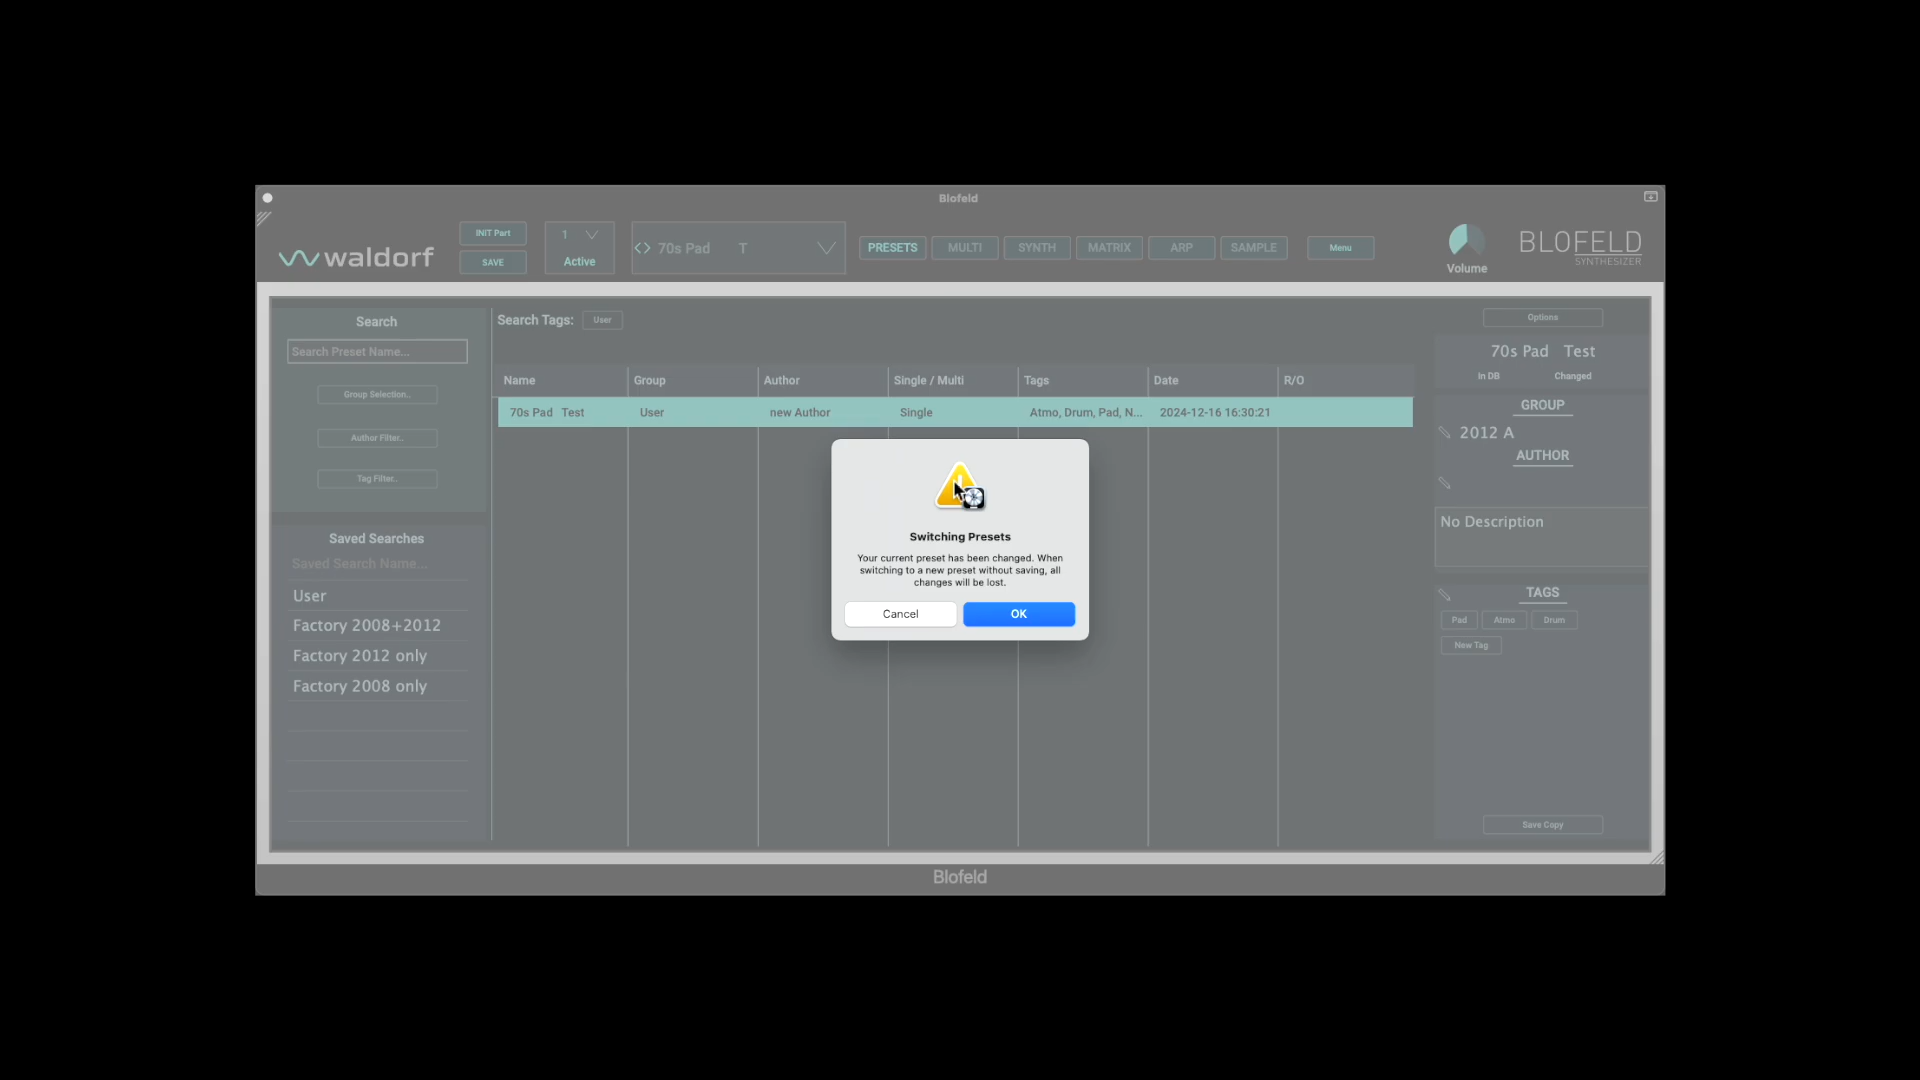 Blofeld
waldorf
INIT Part
SAVE
1
Active
70s Pad T
PRESETS
MULTI
SYNTH
MATRIX
ARP
SAMPLE
Menu
Volume
BLOFELD
SYNTHESIZER
Search
Search Preset Name...
Group Selection..
Author Filter..
Tag Filter..
Saved Searches
Saved Search Name...
User
Factory 2008+2012
Factory 2012 only
Factory 2008 only
Search Tags: User
Name Group Author Single / Multi Tags Date R/O
70s Pad Test User new Author Single Atmo, Drum, Pad, N... 2024-12-16 16:30:21
Switching Presets
Your current preset has been changed. When
switching to a new preset without saving, all
changes will be lost.
Cancel OK
Options
70s Pad Test
In DB Changed
GROUP
2012 A
AUTHOR
No Description
TAGS
Pad Atmo Drum
New Tag
Save Copy
Blofeld